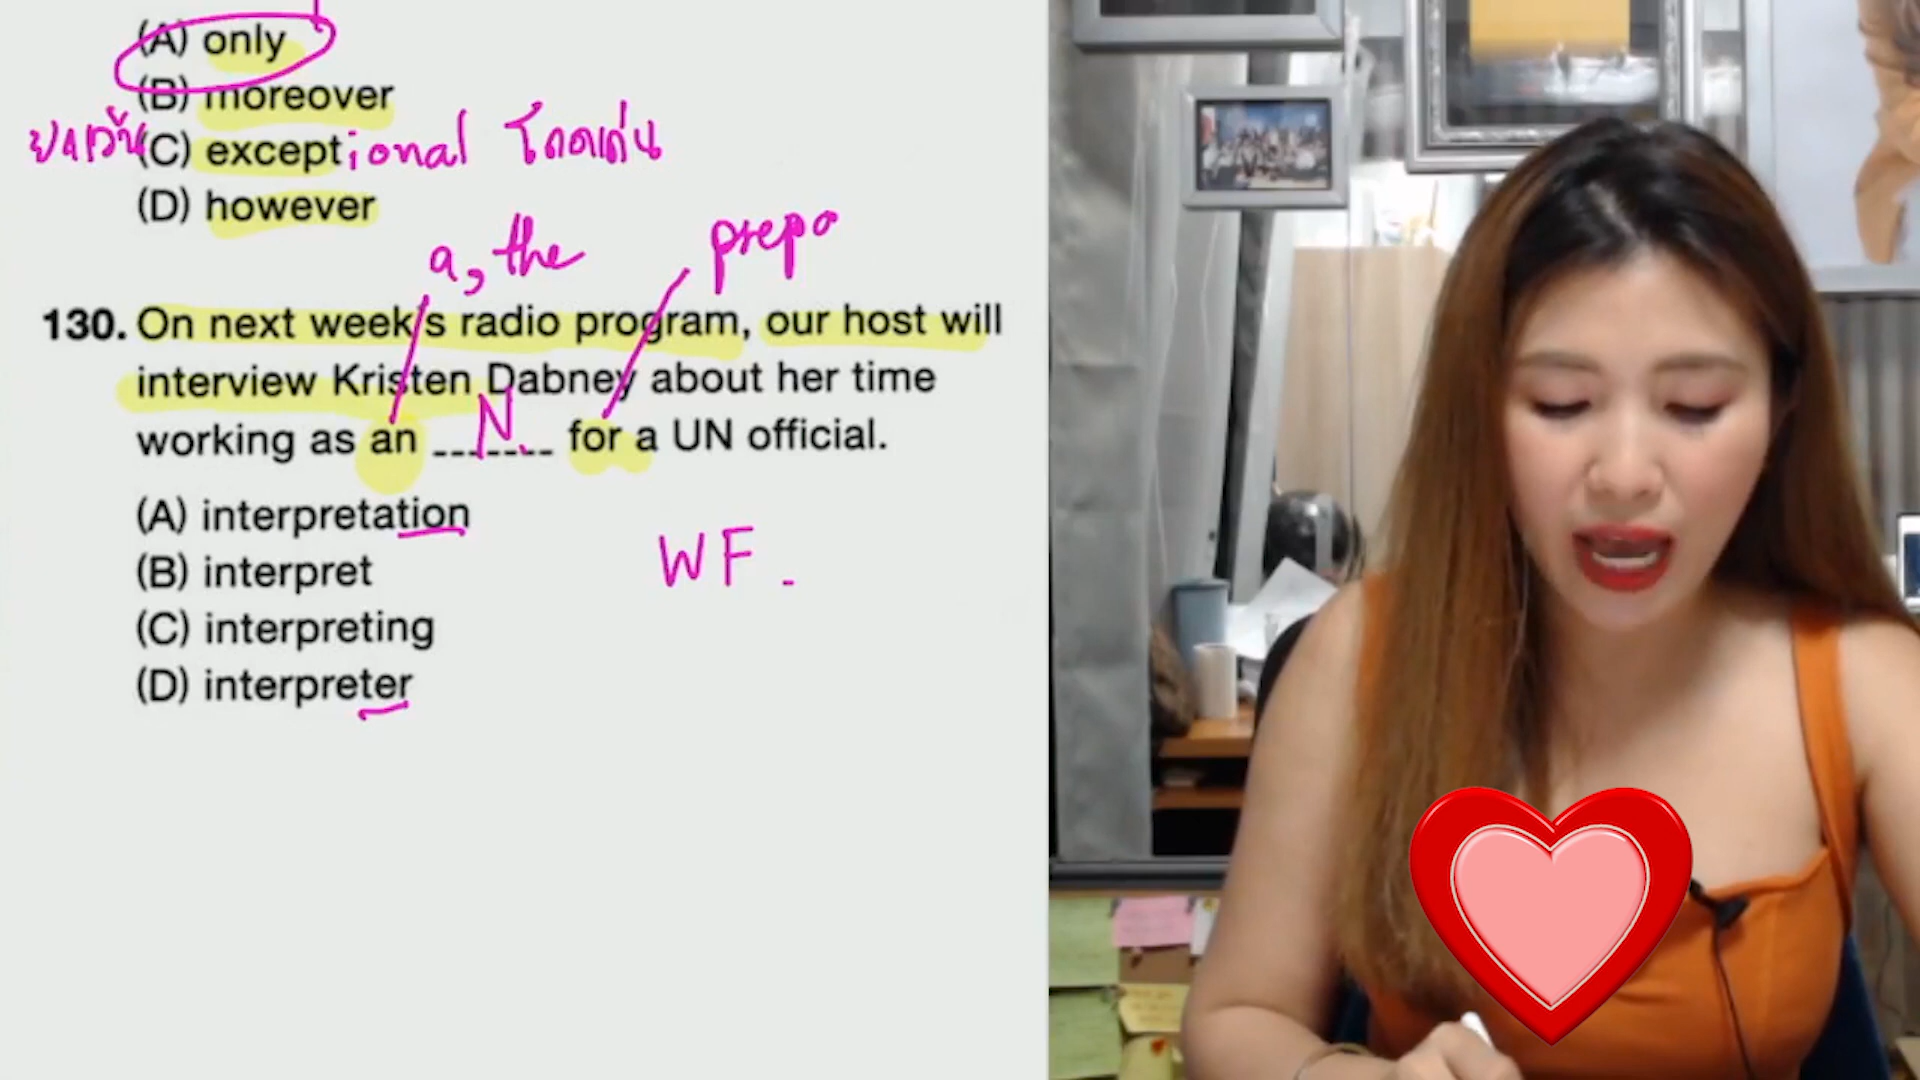 (A) only
(B) moreover
ยกเว้น (C) exceptional โดดเด่น
(D) however
a, the prep
130. On next week's radio program, our host will
interview Kristen Dabney about her time
working as an ------- N. for a UN official.
(A) interpretation
(B) interpret WF.
(C) interpreting
(D) interpreter